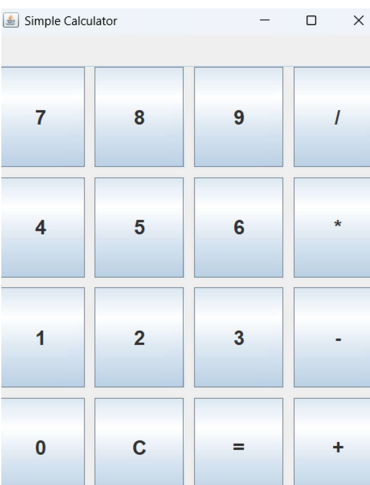 Simple Calculator
7 8 9 /
4 5 6 *
1 2 3 -
0 C = +